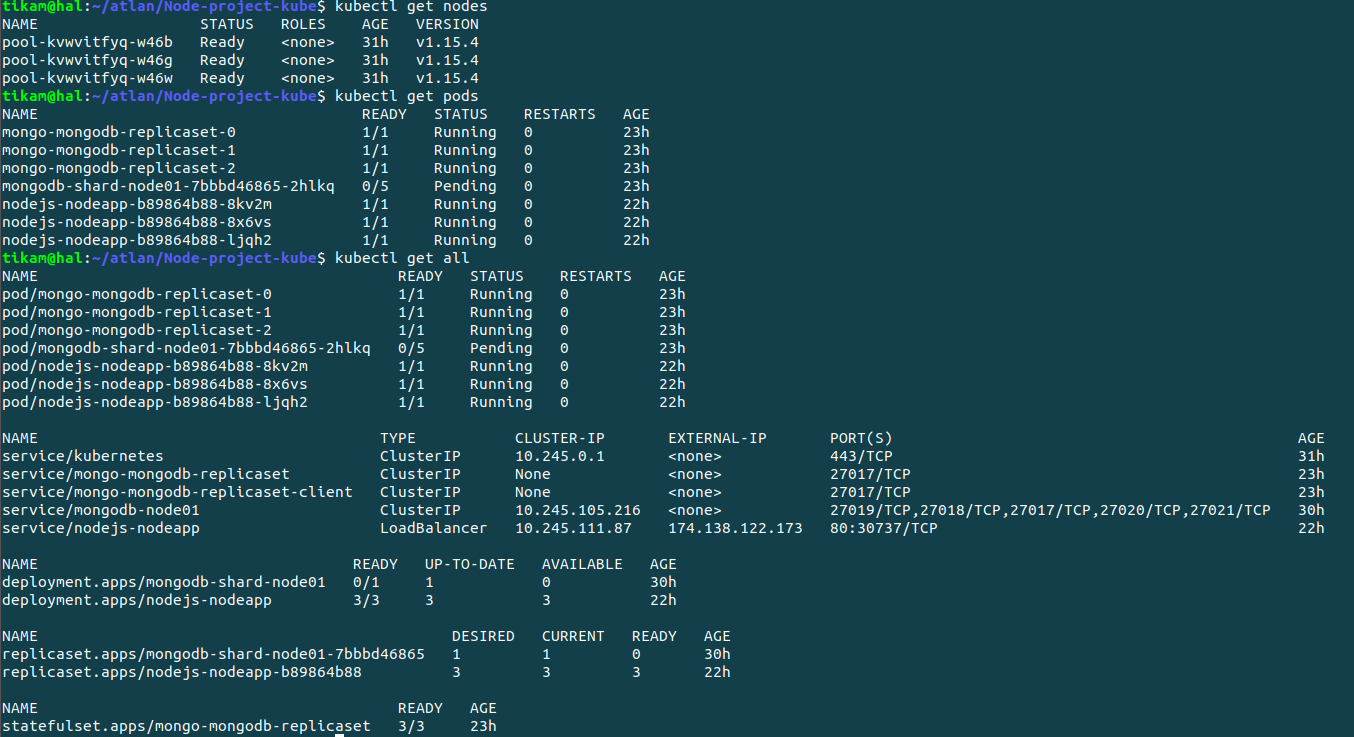 tikam@hal:~/atlan/Node-project-kube$ kubectl get nodes
NAME STATUS ROLES AGE VERSION
pool-kvwvitfyq-w46b Ready <none> 31h v1.15.4
pool-kvwvitfyq-w46g Ready <none> 31h v1.15.4
pool-kvwvitfyq-w46w Ready <none> 31h v1.15.4
tikam@hal:~/atlan/Node-project-kube$ kubectl get pods
NAME READY STATUS RESTARTS AGE
mongo-mongodb-replicaset-0 1/1 Running 0 23h
mongo-mongodb-replicaset-1 1/1 Running 0 23h
mongo-mongodb-replicaset-2 1/1 Running 0 23h
mongodb-shard-node01-7bbbd46865-2hlkq 0/5 Pending 0 23h
nodejs-nodeapp-b89864b88-8kv2m 1/1 Running 0 22h
nodejs-nodeapp-b89864b88-8x6vs 1/1 Running 0 22h
nodejs-nodeapp-b89864b88-ljqh2 1/1 Running 0 22h
tikam@hal:~/atlan/Node-project-kube$ kubectl get all
NAME READY STATUS RESTARTS AGE
pod/mongo-mongodb-replicaset-0 1/1 Running 0 23h
pod/mongo-mongodb-replicaset-1 1/1 Running 0 23h
pod/mongo-mongodb-replicaset-2 1/1 Running 0 23h
pod/mongodb-shard-node01-7bbbd46865-2hlkq 0/5 Pending 0 23h
pod/nodejs-nodeapp-b89864b88-8kv2m 1/1 Running 0 22h
pod/nodejs-nodeapp-b89864b88-8x6vs 1/1 Running 0 22h
pod/nodejs-nodeapp-b89864b88-ljqh2 1/1 Running 0 22h
NAME TYPE CLUSTER-IP EXTERNAL-IP PORT(S) AGE
service/kubernetes ClusterIP 10.245.0.1 <none> 443/TCP 31h
service/mongo-mongodb-replicaset ClusterIP None <none> 27017/TCP 23h
service/mongo-mongodb-replicaset-client ClusterIP None <none> 27017/TCP 23h
service/mongodb-node01 ClusterIP 10.245.105.216 <none> 27019/TCP,27018/TCP,27017/TCP,27020/TCP,27021/TCP 30h
service/nodejs-nodeapp LoadBalancer 10.245.111.87 174.138.122.173 80:30737/TCP 22h
NAME READY UP-TO-DATE AVAILABLE AGE
deployment.apps/mongodb-shard-node01 0/1 1 0 30h
deployment.apps/nodejs-nodeapp 3/3 3 3 22h
NAME DESIRED CURRENT READY AGE
replicaset.apps/mongodb-shard-node01-7bbbd46865 1 1 0 30h
replicaset.apps/nodejs-nodeapp-b89864b88 3 3 3 22h
NAME READY AGE
statefulset.apps/mongo-mongodb-replicaset 3/3 23h